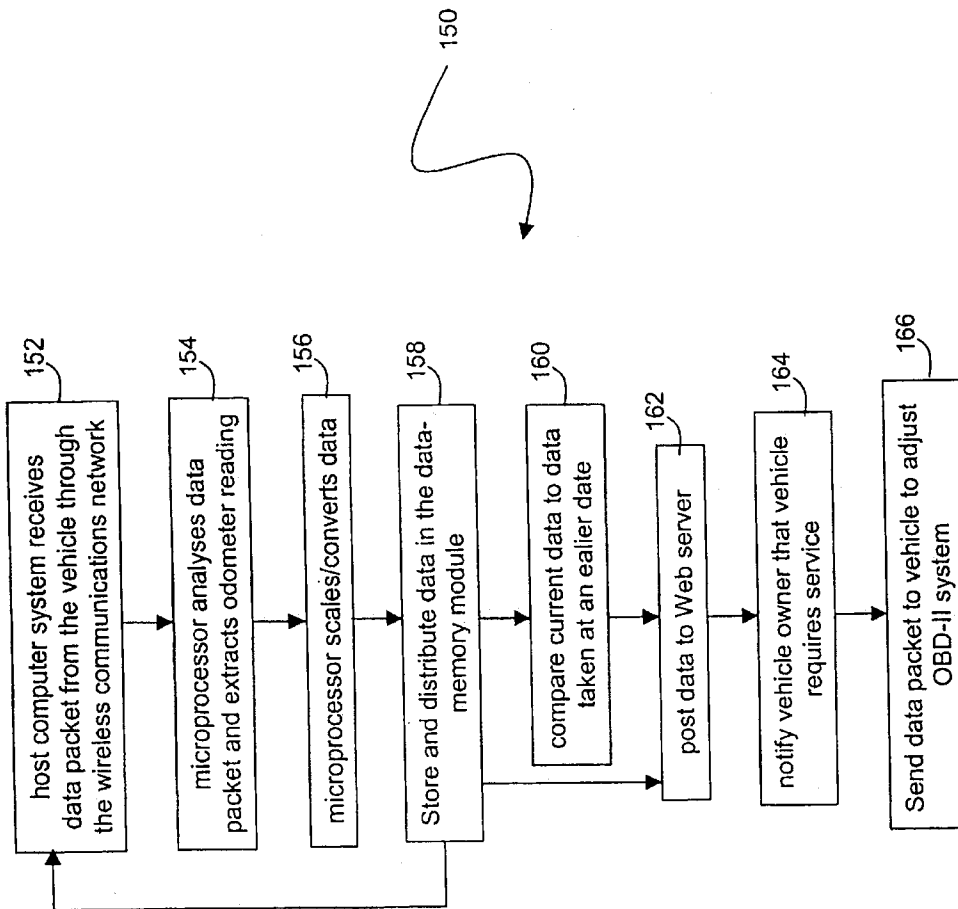 152
host computer system receives
data packet from the vehicle through
the wireless communications network
154
microprocessor analyses data
packet and extracts odometer reading
156
microprocessor scales/converts data
158
Store and distribute data in the data-
memory module
160
compare current data to data
taken at an ealier date
162
post data to Web server
164
notify vehicle owner that vehicle
requires service
166
Send data packet to vehicle to adjust
OBD-II system
150